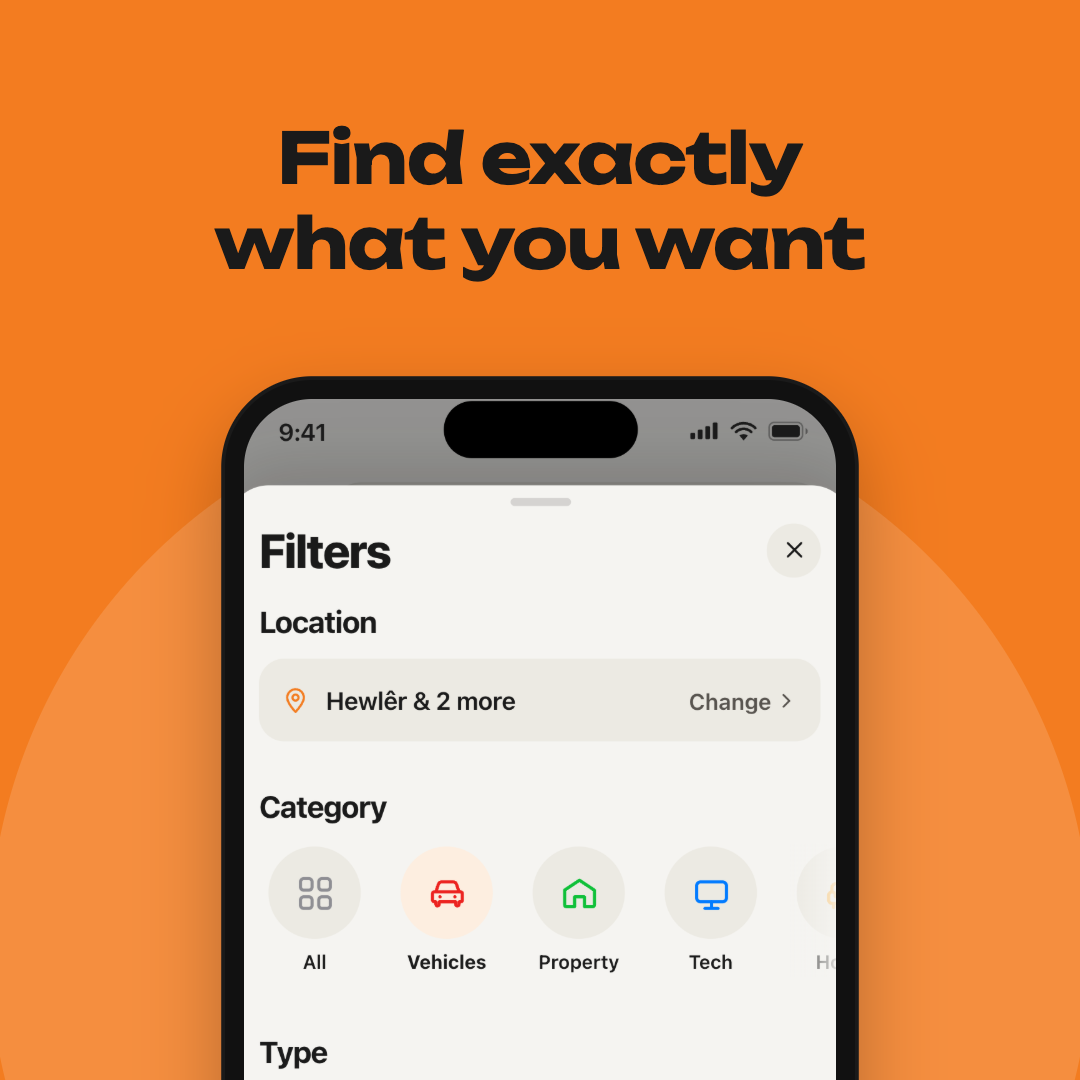 Find exactly
what you want
9:41
Filters
Location
Hewlêr & 2 more
Change
Category
All
Vehicles
Property
Tech
Type